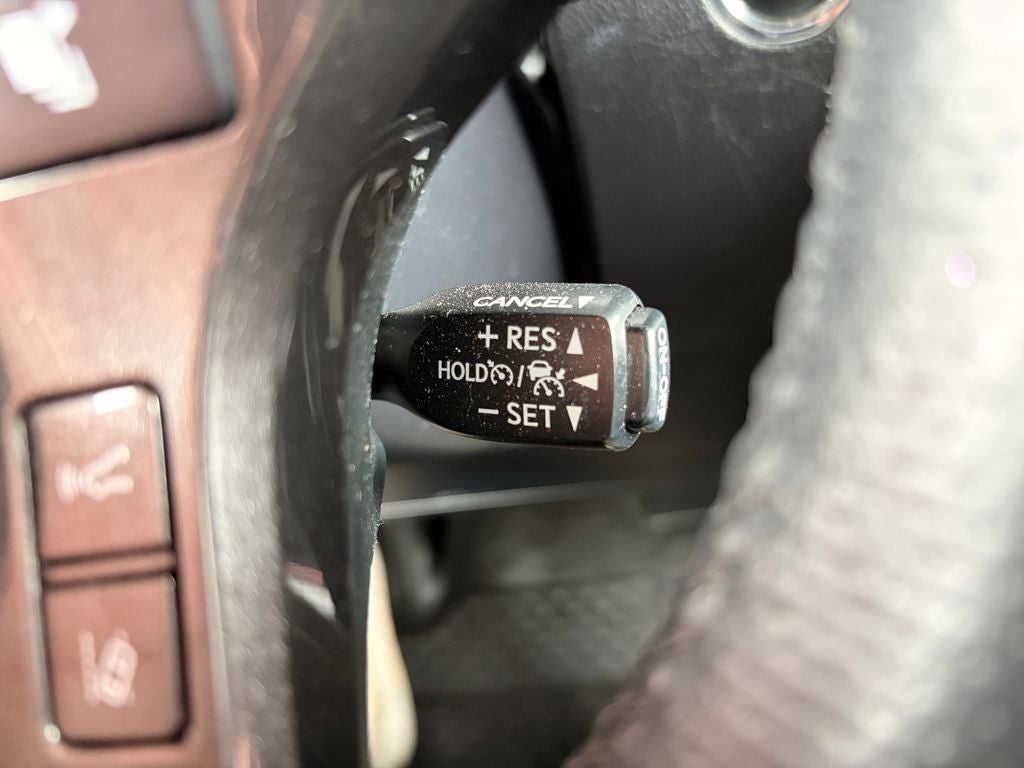 CANCEL
+ RES
HOLD /
- SET
ON-OFF